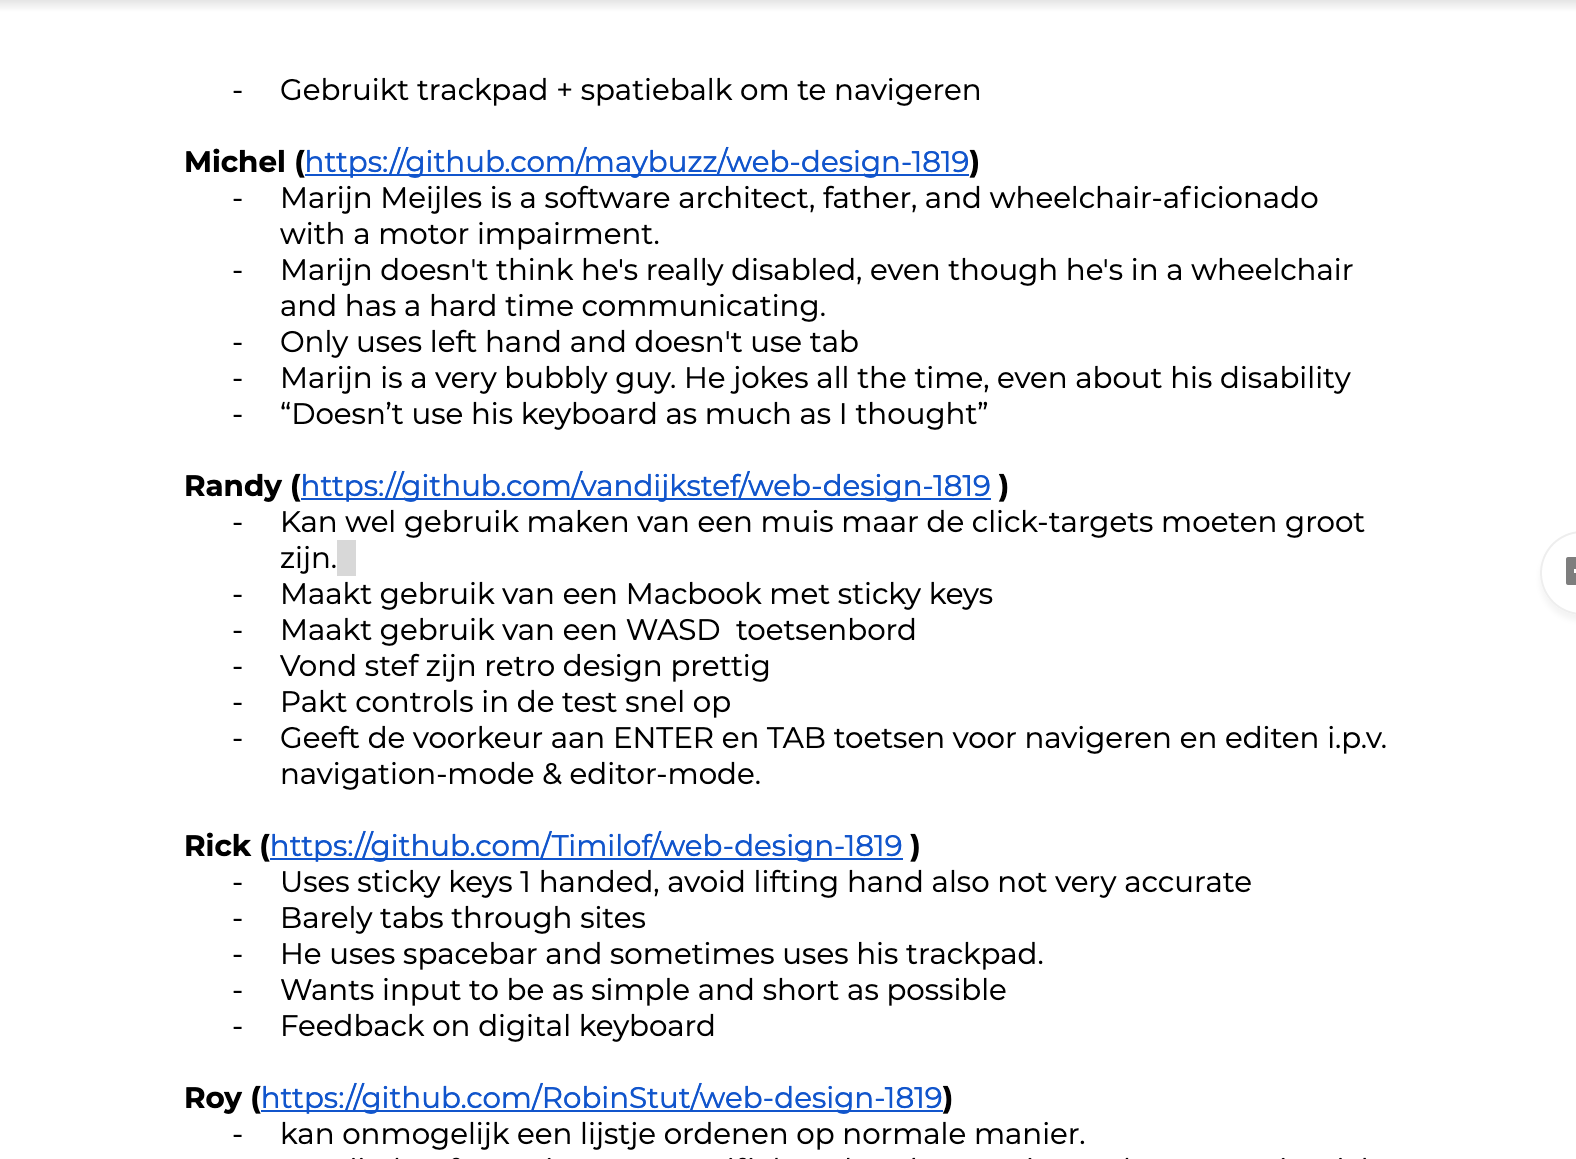 - Gebruikt trackpad + spatiebalk om te navigeren
Michel (https://github.com/maybuzz/web-design-1819)
- Marijn Meijles is a software architect, father, and wheelchair-aficionado
with a motor impairment.
- Marijn doesn't think he's really disabled, even though he's in a wheelchair
and has a hard time communicating.
- Only uses left hand and doesn't use tab
- Marijn is a very bubbly guy. He jokes all the time, even about his disability
- “Doesn’t use his keyboard as much as I thought”
Randy (https://github.com/vandijkstef/web-design-1819 )
- Kan wel gebruik maken van een muis maar de click-targets moeten groot
zijn.
- Maakt gebruik van een Macbook met sticky keys
- Maakt gebruik van een WASD  toetsenbord
- Vond stef zijn retro design prettig
- Pakt controls in de test snel op
- Geeft de voorkeur aan ENTER en TAB toetsen voor navigeren en editen i.p.v.
navigation-mode & editor-mode.
Rick (https://github.com/Timilof/web-design-1819 )
- Uses sticky keys 1 handed, avoid lifting hand also not very accurate
- Barely tabs through sites
- He uses spacebar and sometimes uses his trackpad.
- Wants input to be as simple and short as possible
- Feedback on digital keyboard
Roy (https://github.com/RobinStut/web-design-1819)
- kan onmogelijk een lijstje ordenen op normale manier.